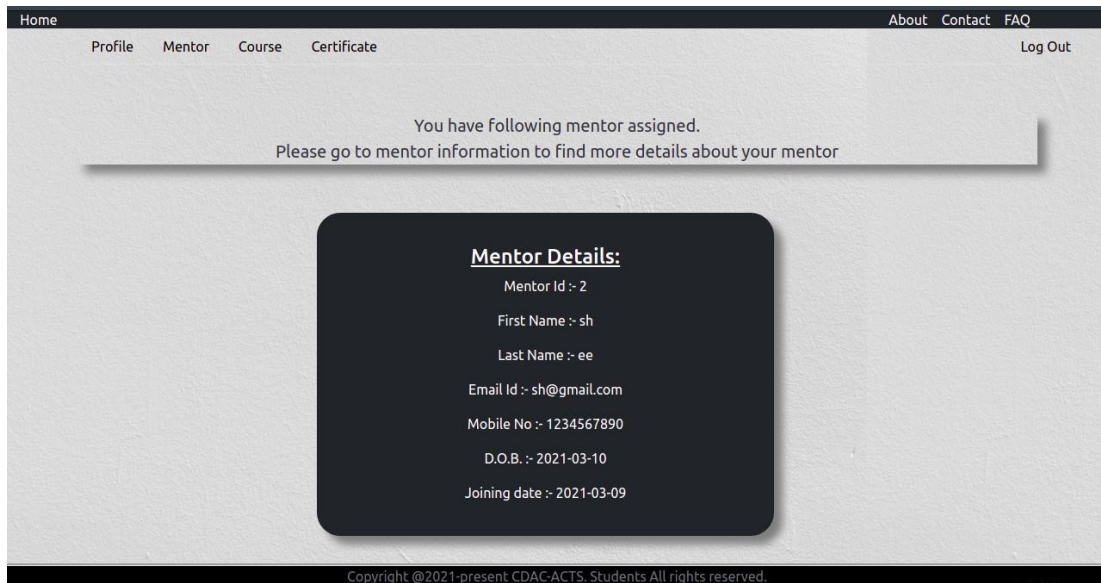 Home About Contact FAQ
Profile Mentor Course Certificate Log Out
You have following mentor assigned.
Please go to mentor information to find more details about your mentor
Mentor Details:
Mentor Id :- 2
First Name :- sh
Last Name :- ee
Email Id :- sh@gmail.com
Mobile No :- 1234567890
D.O.B. :- 2021-03-10
Joining date :- 2021-03-09
Copyright @2021-present CDAC-ACTS. Students All rights reserved.